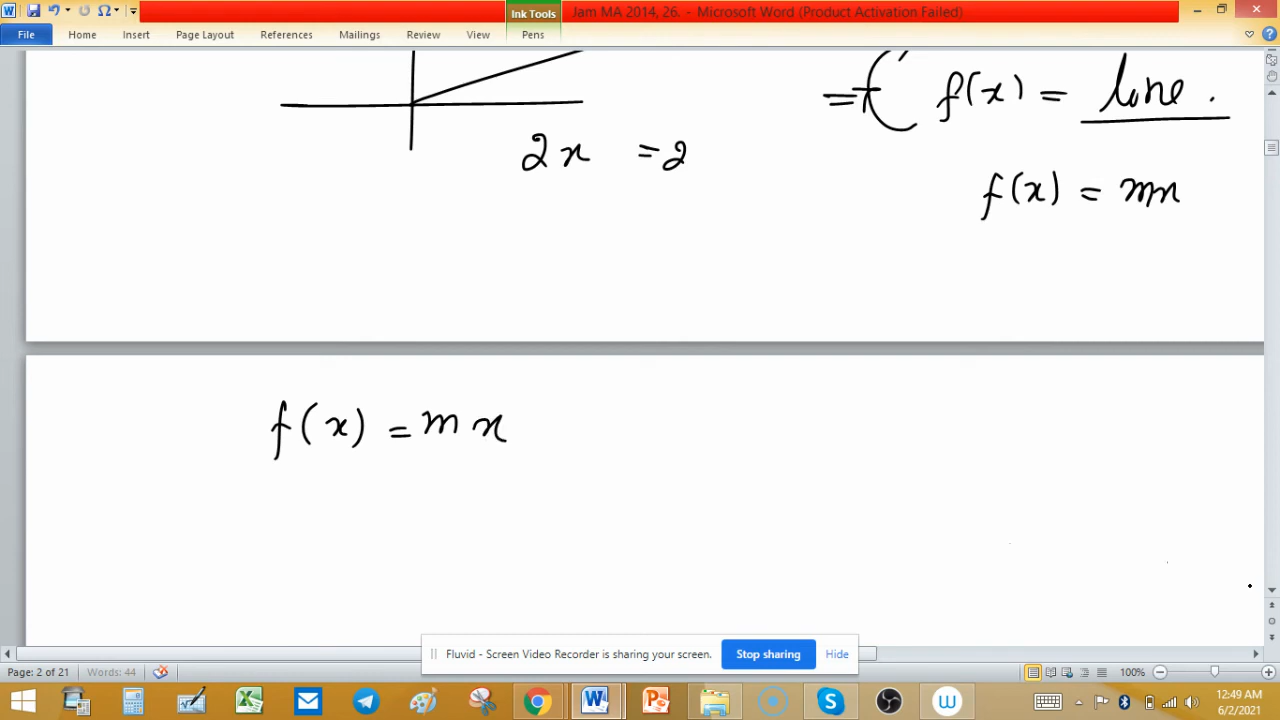 Ink Tools
Jam MA 2014, 26. - Microsoft Word (Product Activation Failed)
File Home Insert Page Layout References Mailings Review View Pens
f(x) = line.
2x = 2
f(x) = mx
f(x) = mx
Fluvid - Screen Video Recorder is sharing your screen. Stop sharing Hide
Page: 2 of 21 Words: 44 100%
12:49 AM
6/2/2021